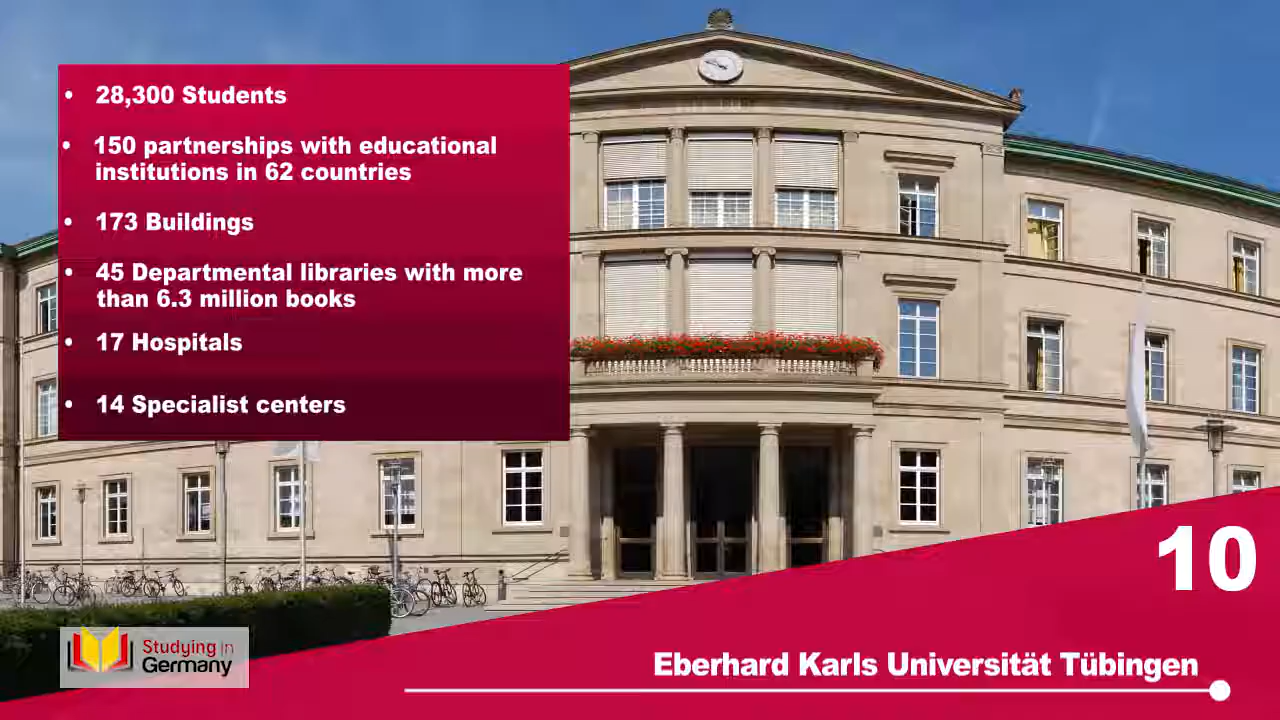 • 28,300 Students
• 150 partnerships with educational
institutions in 62 countries
• 173 Buildings
• 45 Departmental libraries with more
than 6.3 million books
• 17 Hospitals
• 14 Specialist centers
10
Studying in
Germany
Eberhard Karls Universität Tübingen